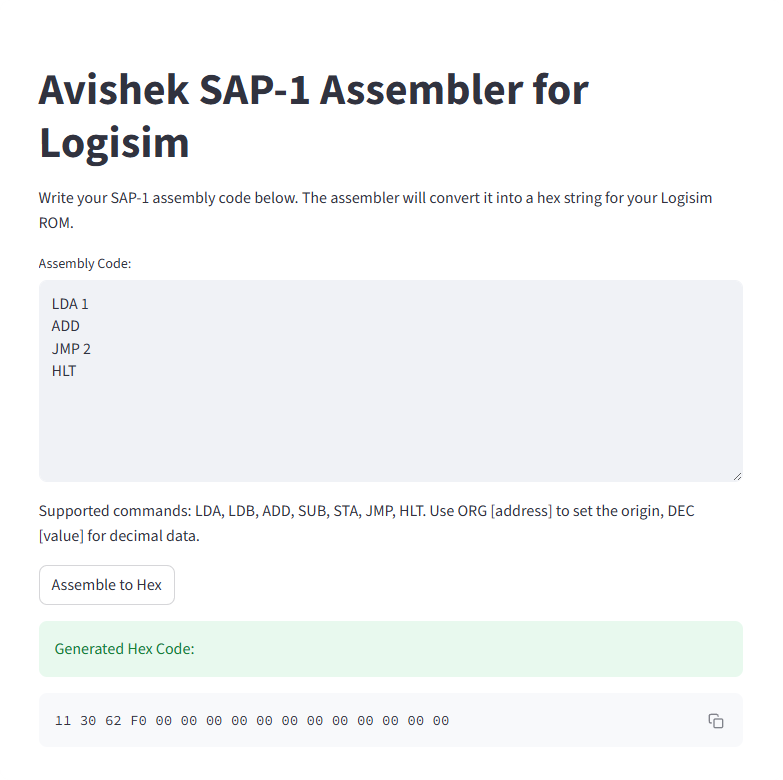 Avishek SAP-1 Assembler for
Logisim
Write your SAP-1 assembly code below. The assembler will convert it into a hex string for your Logisim
ROM.
Assembly Code:
LDA 1
ADD
JMP 2
HLT
Supported commands: LDA, LDB, ADD, SUB, STA, JMP, HLT. Use ORG [address] to set the origin, DEC
[value] for decimal data.
Assemble to Hex
Generated Hex Code:
11 30 62 F0 00 00 00 00 00 00 00 00 00 00 00 00